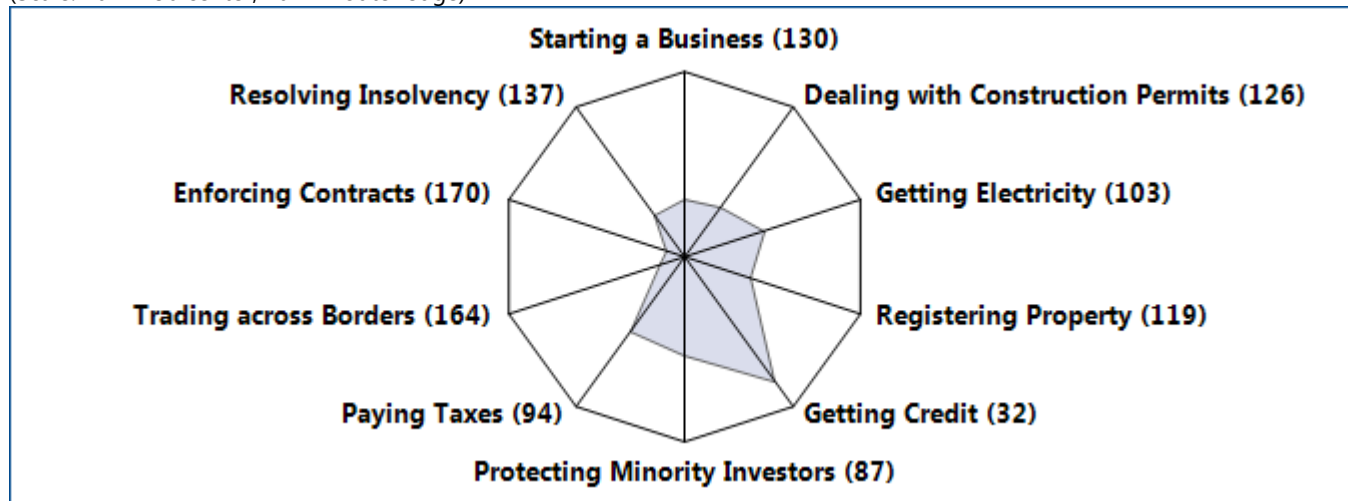 Starting a Business (130)
Resolving Insolvency (137)
Dealing with Construction Permits (126)
Enforcing Contracts (170)
Getting Electricity (103)
Trading across Borders (164)
Registering Property (119)
Paying Taxes (94)
Getting Credit (32)
Protecting Minority Investors (87)